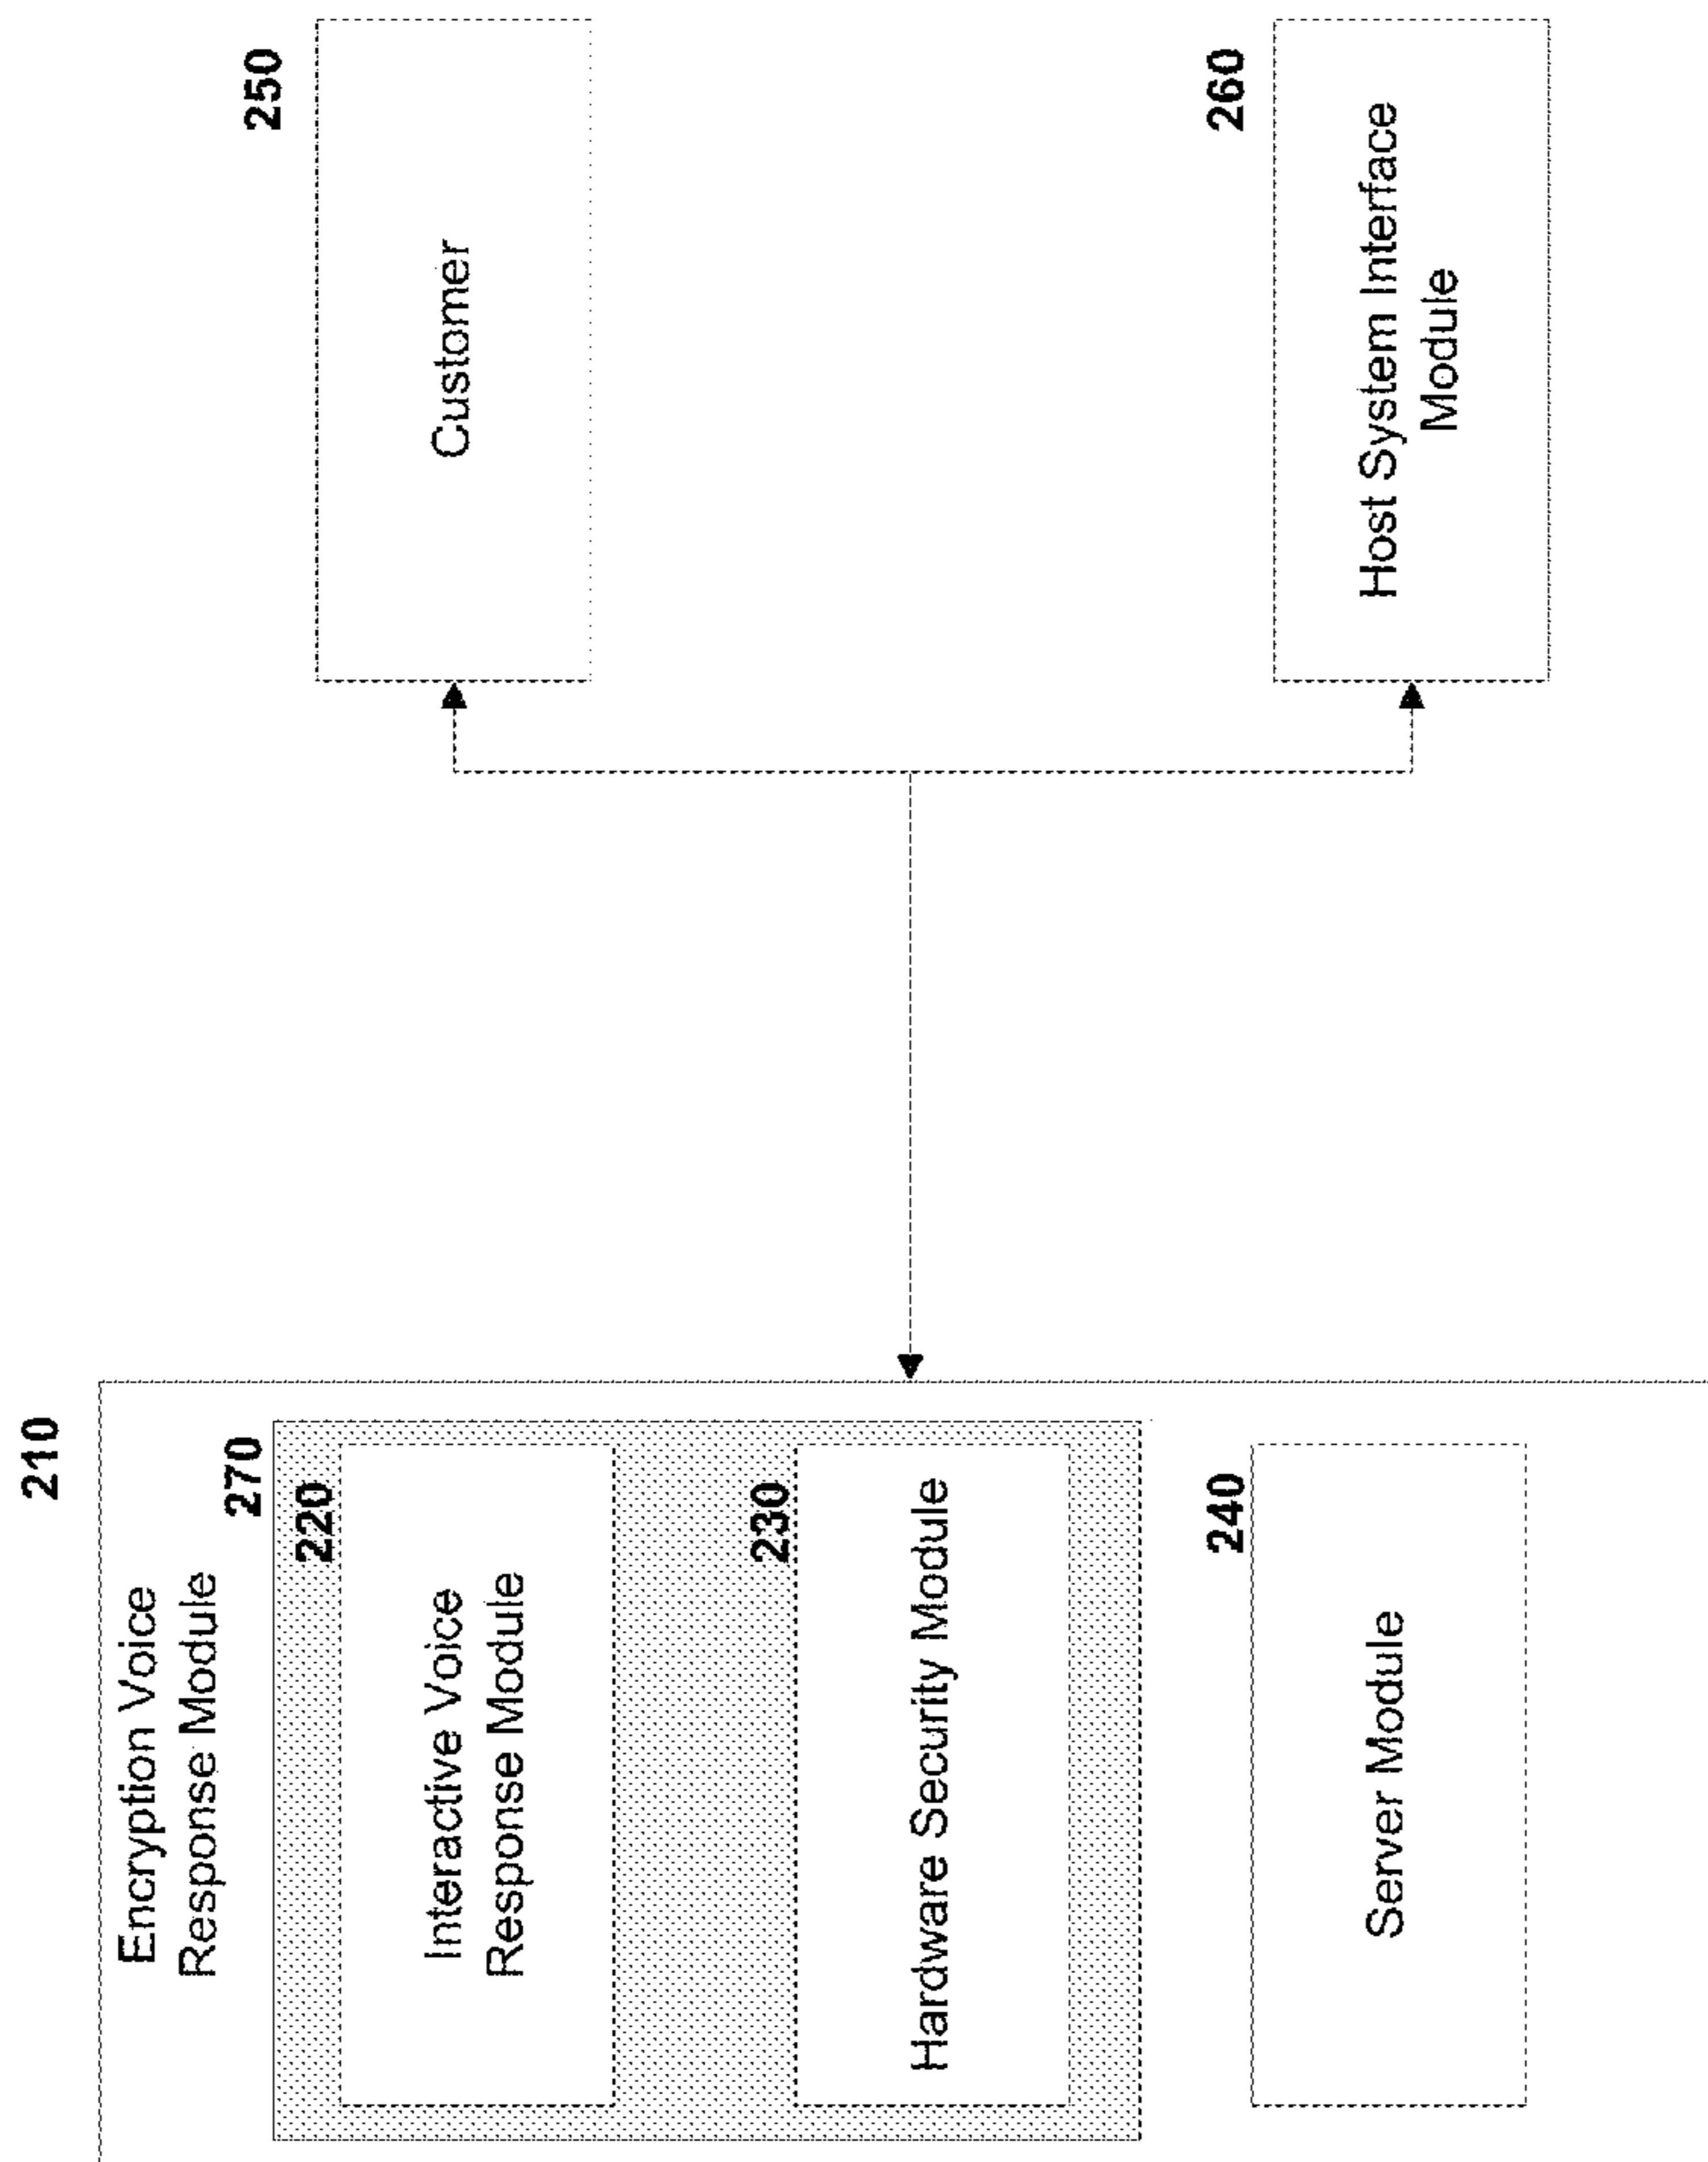 210
Encryption Voice
Response Module
270
220
Interactive Voice
Response Module
230
Hardware Security Module
240
Server Module
250
Customer
260
Host System Interface
Module